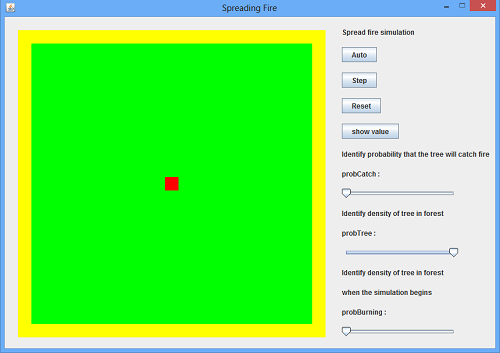 Spreading Fire
Spread fire simulation
Auto
Step
Reset
show value
Identify probability that the tree will catch fire
probCatch :
Identify density of tree in forest
probTree :
Identify density of tree in forest
when the simulation begins
probBurning :